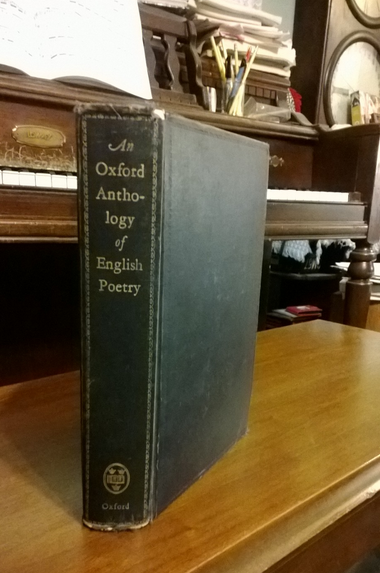 An
Oxford
Antho-
logy
of
English
Poetry
Oxford